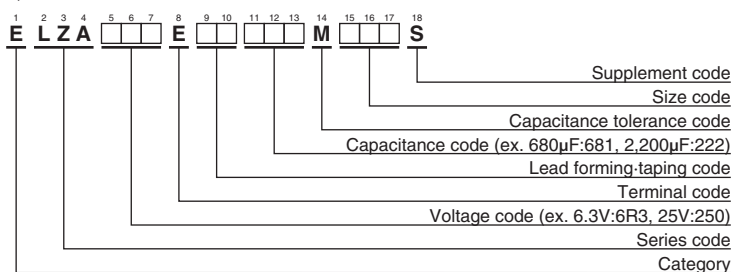 1 2 3 4 5 6 7 8 9 10 11 12 13 14 15 16 17 18
E L Z A □□□ E □□ □□□ M □□□ S
Supplement code
Size code
Capacitance tolerance code
Capacitance code (ex. 680μF:681, 2,200μF:222)
Lead forming·taping code
Terminal code
Voltage code (ex. 6.3V:6R3, 25V:250)
Series code
Category